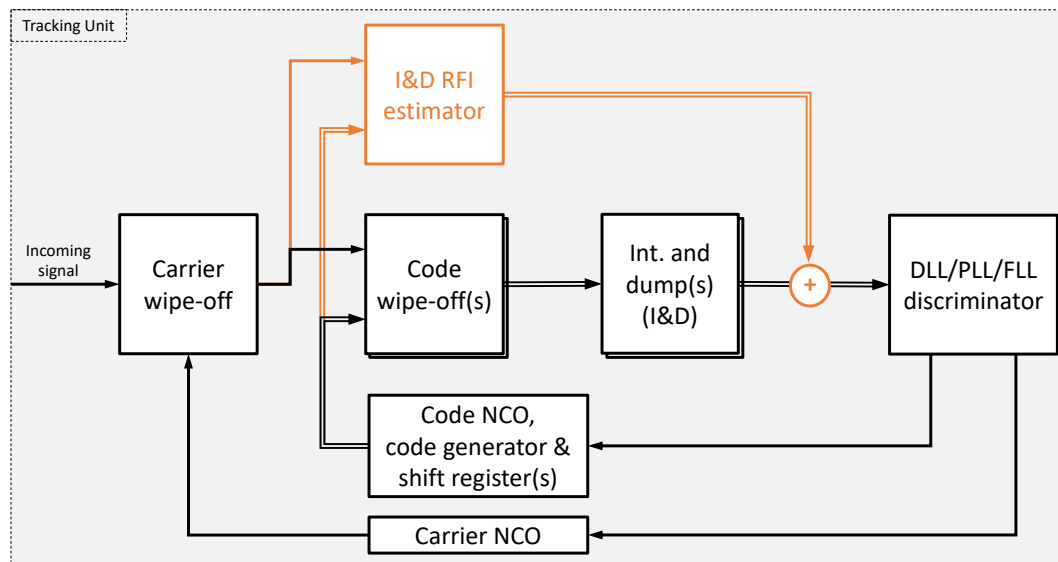 Tracking Unit
I&D RFI
estimator
Incoming
signal
Carrier
wipe-off
Code
wipe-off(s)
Int. and
dump(s)
(I&D)
+
DLL/PLL/FLL
discriminator
Code NCO,
code generator &
shift register(s)
Carrier NCO